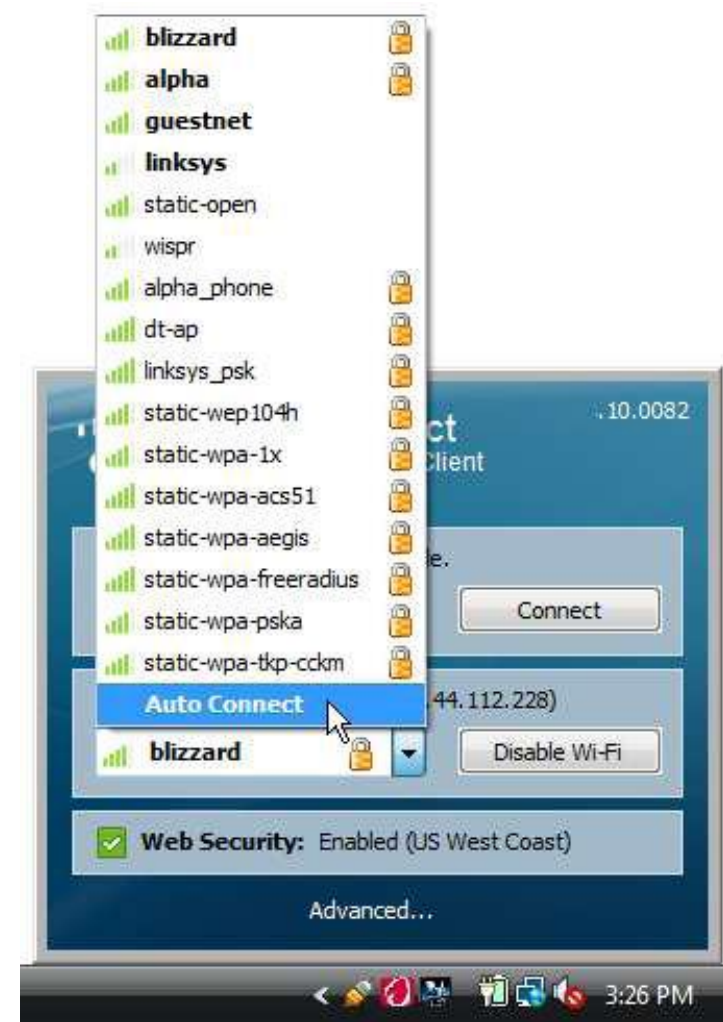 blizzard
alpha
guestnet
linksys
static-open
wispr
alpha_phone
dt-ap
linksys_psk
static-wep104h
static-wpa-1x
static-wpa-acs51
static-wpa-aegis
static-wpa-freeradius
static-wpa-pska
static-wpa-tkp-cckm
Auto Connect
ct .10.0082
Client
le.
Connect
.44.112.228)
blizzard
Disable Wi-Fi
Web Security: Enabled (US West Coast)
Advanced...
< 3:26 PM